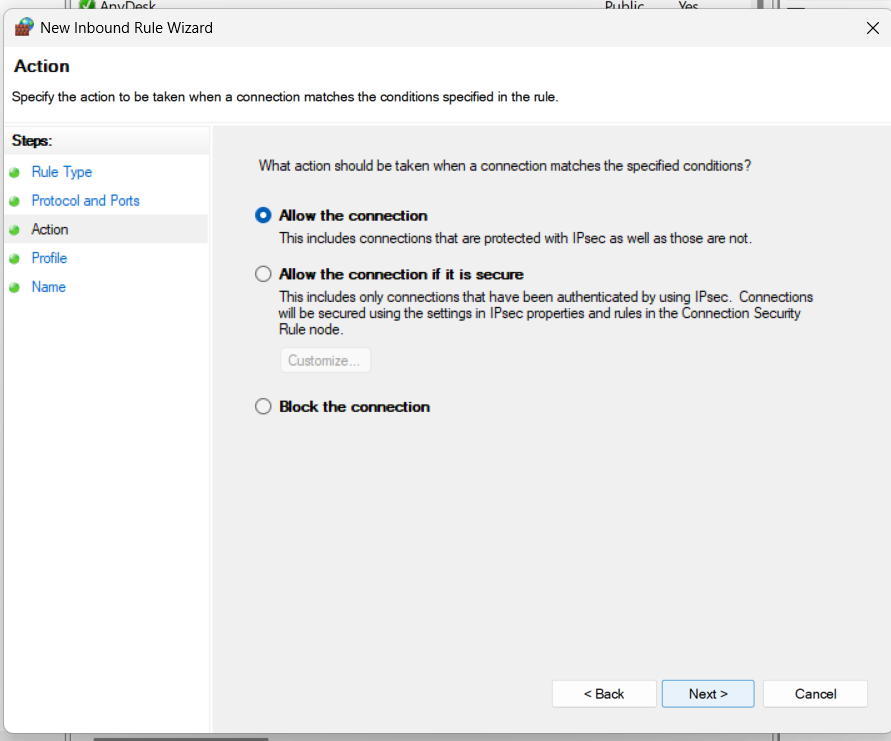 AnyDesk Public Yes
New Inbound Rule Wizard
Action
Specify the action to be taken when a connection matches the conditions specified in the rule.
Steps:
Rule Type
Protocol and Ports
Action
Profile
Name
What action should be taken when a connection matches the specified conditions?
Allow the connection
This includes connections that are protected with IPsec as well as those are not.
Allow the connection if it is secure
This includes only connections that have been authenticated by using IPsec. Connections
will be secured using the settings in IPsec properties and rules in the Connection Security
Rule node.
Customize...
Block the connection
< Back Next > Cancel